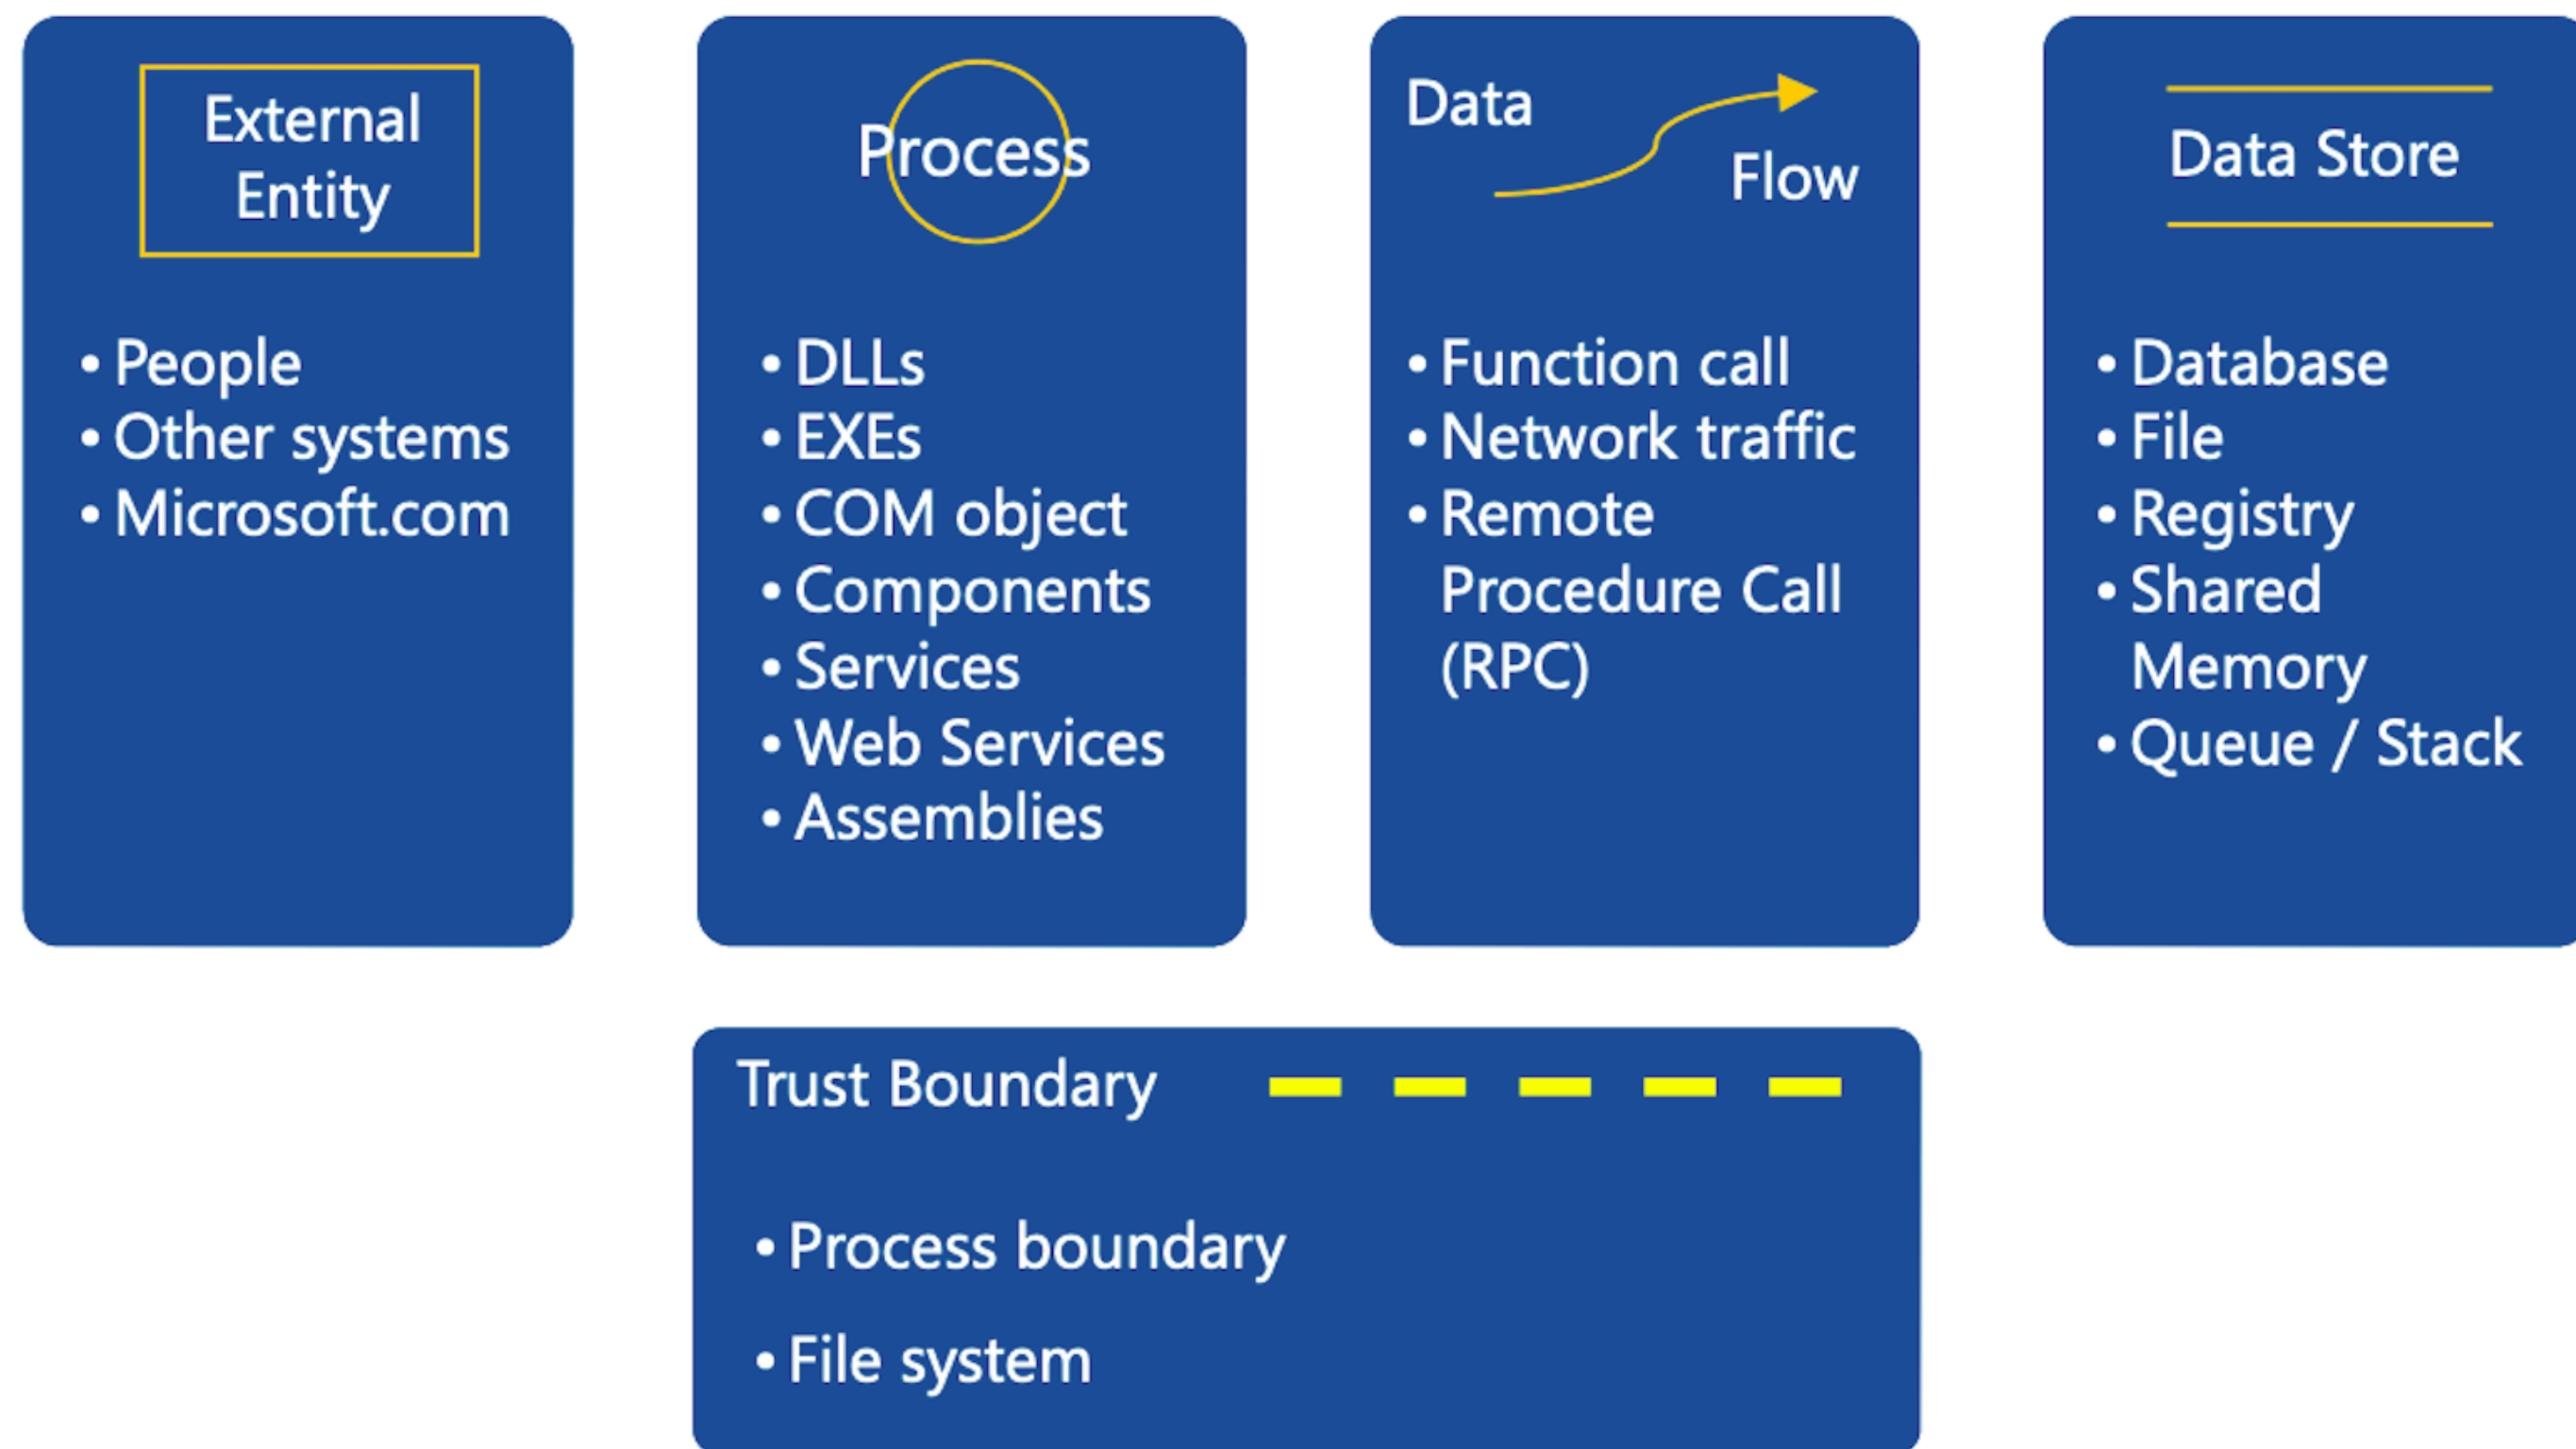 External
Entity
• People
• Other systems
• Microsoft.com
Process
• DLLs
• EXEs
• COM object
• Components
• Services
• Web Services
• Assemblies
Data
Flow
• Function call
• Network traffic
• Remote
Procedure Call
(RPC)
Data Store
• Database
• File
• Registry
• Shared
Memory
• Queue / Stack
Trust Boundary
• Process boundary
• File system